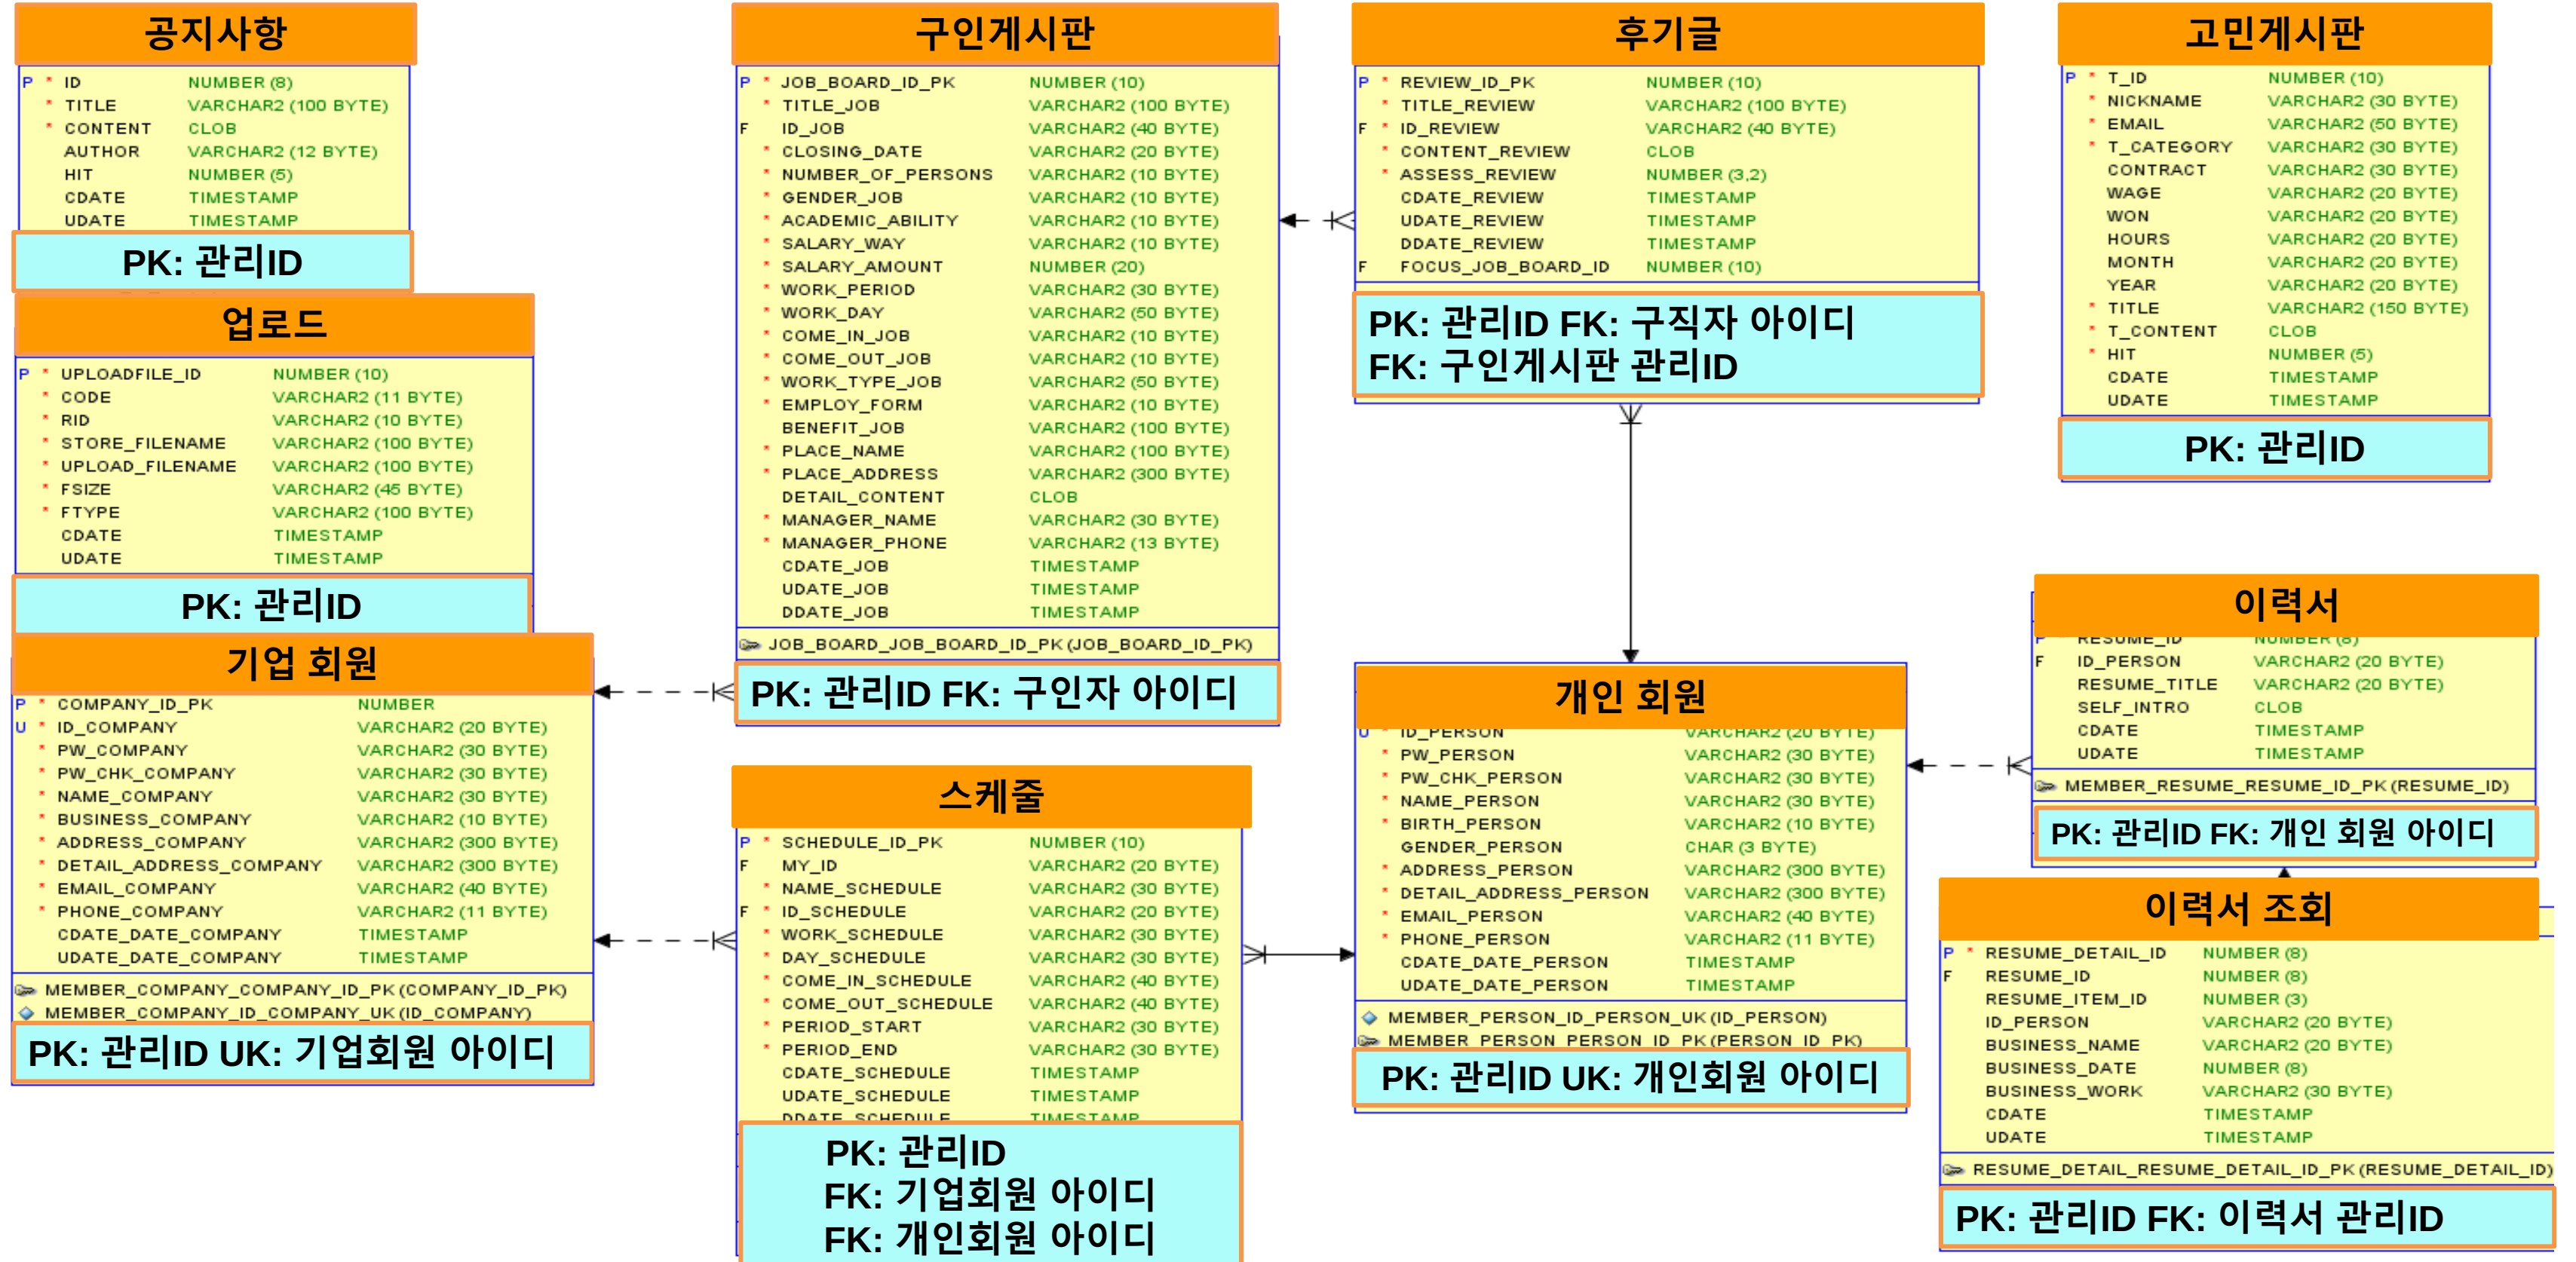 공지사항
P * ID NUMBER (8)
* TITLE VARCHAR2 (100 BYTE)
* CONTENT CLOB
AUTHOR VARCHAR2 (12 BYTE)
HIT NUMBER (5)
CDATE TIMESTAMP
UDATE TIMESTAMP
PK: 관리ID
업로드
P * UPLOADFILE_ID NUMBER (10)
* CODE VARCHAR2 (11 BYTE)
* RID VARCHAR2 (10 BYTE)
* STORE_FILENAME VARCHAR2 (100 BYTE)
* UPLOAD_FILENAME VARCHAR2 (100 BYTE)
* FSIZE VARCHAR2 (45 BYTE)
* FTYPE VARCHAR2 (100 BYTE)
CDATE TIMESTAMP
UDATE TIMESTAMP
PK: 관리ID
기업 회원
P * COMPANY_ID_PK NUMBER
U * ID_COMPANY VARCHAR2 (20 BYTE)
* PW_COMPANY VARCHAR2 (30 BYTE)
* PW_CHK_COMPANY VARCHAR2 (30 BYTE)
* NAME_COMPANY VARCHAR2 (30 BYTE)
* BUSINESS_COMPANY VARCHAR2 (10 BYTE)
* ADDRESS_COMPANY VARCHAR2 (300 BYTE)
* DETAIL_ADDRESS_COMPANY VARCHAR2 (300 BYTE)
* EMAIL_COMPANY VARCHAR2 (40 BYTE)
* PHONE_COMPANY VARCHAR2 (11 BYTE)
CDATE_DATE_COMPANY TIMESTAMP
UDATE_DATE_COMPANY TIMESTAMP
MEMBER_COMPANY_COMPANY_ID_PK (COMPANY_ID_PK)
MEMBER_COMPANY_ID_COMPANY_UK (ID_COMPANY)
PK: 관리ID UK: 기업회원 아이디
구인게시판
P * JOB_BOARD_ID_PK NUMBER (10)
* TITLE_JOB VARCHAR2 (100 BYTE)
F ID_JOB VARCHAR2 (40 BYTE)
* CLOSING_DATE VARCHAR2 (20 BYTE)
* NUMBER_OF_PERSONS VARCHAR2 (10 BYTE)
* GENDER_JOB VARCHAR2 (10 BYTE)
* ACADEMIC_ABILITY VARCHAR2 (10 BYTE)
* SALARY_WAY VARCHAR2 (10 BYTE)
* SALARY_AMOUNT NUMBER (20)
* WORK_PERIOD VARCHAR2 (30 BYTE)
* WORK_DAY VARCHAR2 (50 BYTE)
* COME_IN_JOB VARCHAR2 (10 BYTE)
* COME_OUT_JOB VARCHAR2 (10 BYTE)
* WORK_TYPE_JOB VARCHAR2 (50 BYTE)
* EMPLOY_FORM VARCHAR2 (10 BYTE)
BENEFIT_JOB VARCHAR2 (100 BYTE)
* PLACE_NAME VARCHAR2 (100 BYTE)
* PLACE_ADDRESS VARCHAR2 (300 BYTE)
DETAIL_CONTENT CLOB
* MANAGER_NAME VARCHAR2 (30 BYTE)
* MANAGER_PHONE VARCHAR2 (13 BYTE)
CDATE_JOB TIMESTAMP
UDATE_JOB TIMESTAMP
DDATE_JOB TIMESTAMP
JOB_BOARD_JOB_BOARD_ID_PK (JOB_BOARD_ID_PK)
PK: 관리ID FK: 구인자 아이디
스케줄
P * SCHEDULE_ID_PK NUMBER (10)
F MY_ID VARCHAR2 (20 BYTE)
* NAME_SCHEDULE VARCHAR2 (30 BYTE)
F * ID_SCHEDULE VARCHAR2 (20 BYTE)
* WORK_SCHEDULE VARCHAR2 (30 BYTE)
* DAY_SCHEDULE VARCHAR2 (30 BYTE)
* COME_IN_SCHEDULE VARCHAR2 (40 BYTE)
* COME_OUT_SCHEDULE VARCHAR2 (40 BYTE)
* PERIOD_START VARCHAR2 (30 BYTE)
* PERIOD_END VARCHAR2 (30 BYTE)
CDATE_SCHEDULE TIMESTAMP
UDATE_SCHEDULE TIMESTAMP
DDATE_SCHEDULE TIMESTAMP
PK: 관리ID
FK: 기업회원 아이디
FK: 개인회원 아이디
후기글
P * REVIEW_ID_PK NUMBER (10)
* TITLE_REVIEW VARCHAR2 (100 BYTE)
F * ID_REVIEW VARCHAR2 (40 BYTE)
* CONTENT_REVIEW CLOB
* ASSESS_REVIEW NUMBER (3,2)
CDATE_REVIEW TIMESTAMP
UDATE_REVIEW TIMESTAMP
DDATE_REVIEW TIMESTAMP
F FOCUS_JOB_BOARD_ID NUMBER (10)
PK: 관리ID FK: 구직자 아이디
FK: 구인게시판 관리ID
개인 회원
U * ID_PERSON VARCHAR2 (20 BYTE)
* PW_PERSON VARCHAR2 (30 BYTE)
* PW_CHK_PERSON VARCHAR2 (30 BYTE)
* NAME_PERSON VARCHAR2 (30 BYTE)
* BIRTH_PERSON VARCHAR2 (10 BYTE)
GENDER_PERSON CHAR (3 BYTE)
* ADDRESS_PERSON VARCHAR2 (300 BYTE)
* DETAIL_ADDRESS_PERSON VARCHAR2 (300 BYTE)
* EMAIL_PERSON VARCHAR2 (40 BYTE)
* PHONE_PERSON VARCHAR2 (11 BYTE)
CDATE_DATE_PERSON TIMESTAMP
UDATE_DATE_PERSON TIMESTAMP
MEMBER_PERSON_ID_PERSON_UK (ID_PERSON)
MEMBER_PERSON_PERSON_ID_PK (PERSON_ID_PK)
PK: 관리ID UK: 개인회원 아이디
고민게시판
P * T_ID NUMBER (10)
* NICKNAME VARCHAR2 (30 BYTE)
* EMAIL VARCHAR2 (50 BYTE)
* T_CATEGORY VARCHAR2 (30 BYTE)
CONTRACT VARCHAR2 (30 BYTE)
WAGE VARCHAR2 (20 BYTE)
WON VARCHAR2 (20 BYTE)
HOURS VARCHAR2 (20 BYTE)
MONTH VARCHAR2 (20 BYTE)
YEAR VARCHAR2 (20 BYTE)
* TITLE VARCHAR2 (150 BYTE)
* T_CONTENT CLOB
* HIT NUMBER (5)
CDATE TIMESTAMP
UDATE TIMESTAMP
PK: 관리ID
이력서
P * RESUME_ID NUMBER (8)
F ID_PERSON VARCHAR2 (20 BYTE)
RESUME_TITLE VARCHAR2 (20 BYTE)
SELF_INTRO CLOB
CDATE TIMESTAMP
UDATE TIMESTAMP
MEMBER_RESUME_RESUME_ID_PK (RESUME_ID)
PK: 관리ID FK: 개인 회원 아이디
이력서 조회
P * RESUME_DETAIL_ID NUMBER (8)
F RESUME_ID NUMBER (8)
RESUME_ITEM_ID NUMBER (3)
ID_PERSON VARCHAR2 (20 BYTE)
BUSINESS_NAME VARCHAR2 (20 BYTE)
BUSINESS_DATE NUMBER (8)
BUSINESS_WORK VARCHAR2 (30 BYTE)
CDATE TIMESTAMP
UDATE TIMESTAMP
RESUME_DETAIL_RESUME_DETAIL_ID_PK (RESUME_DETAIL_ID)
PK: 관리ID FK: 이력서 관리ID